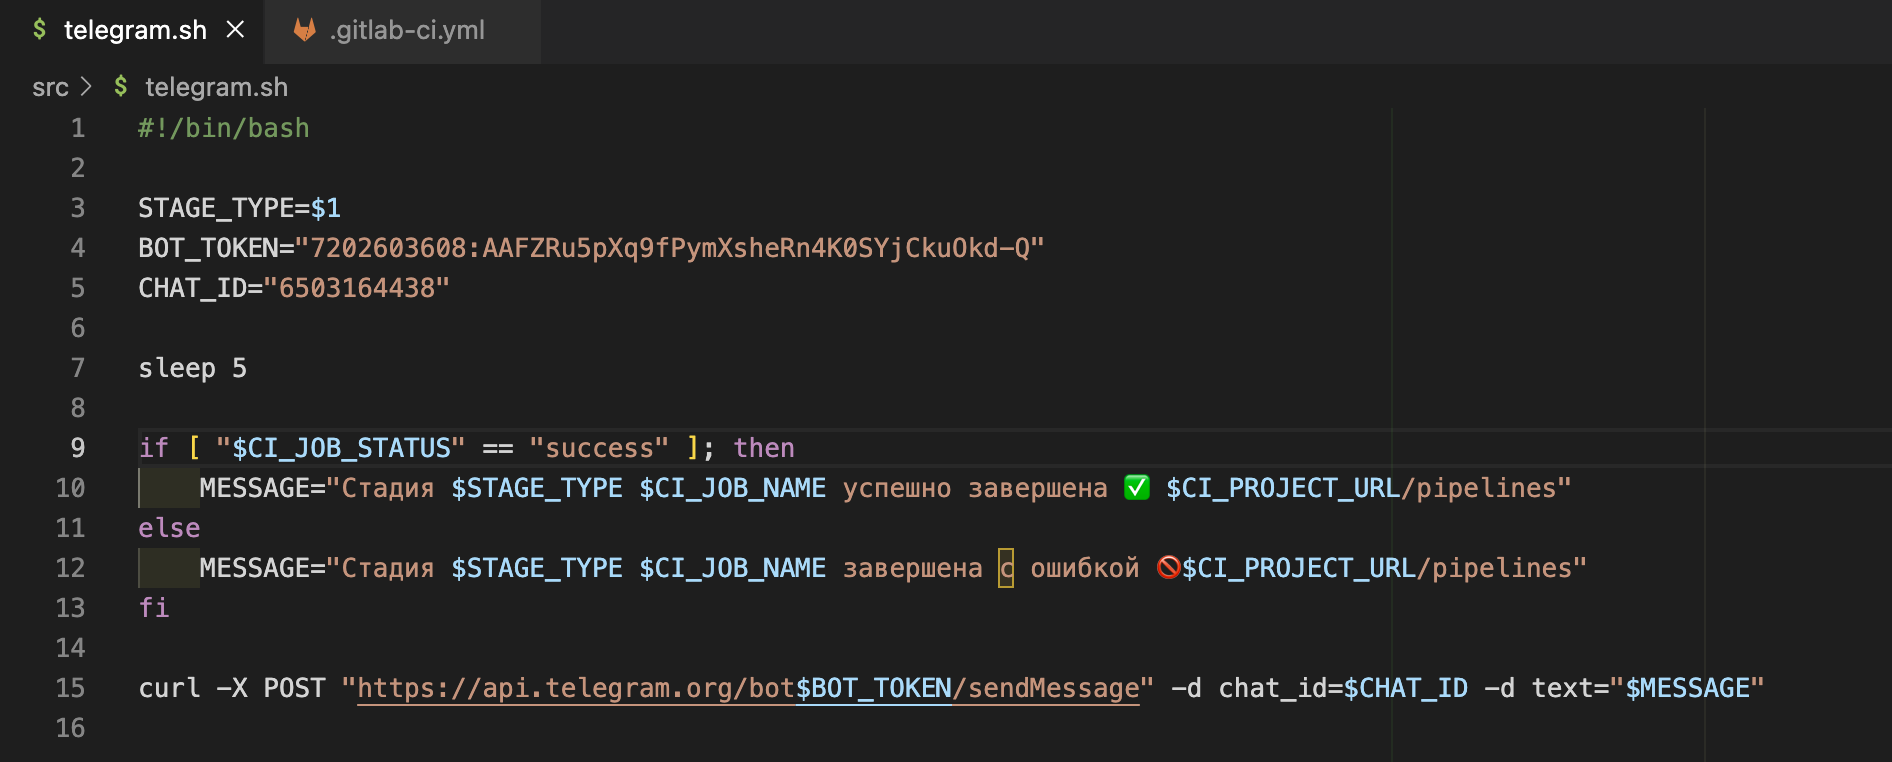 $ telegram.sh ×
.gitlab-ci.yml
src > $ telegram.sh
1 #!/bin/bash
2
3 STAGE_TYPE=$1
4 BOT_TOKEN="7202603608:AAFZRu5pXq9fPymXsheRn4K0SYjCkuOkd-Q"
5 CHAT_ID="6503164438"
6
7 sleep 5
8
9 if [ "$CI_JOB_STATUS" == "success" ]; then
10     MESSAGE="Стадия $STAGE_TYPE $CI_JOB_NAME успешно завершена ✅ $CI_PROJECT_URL/pipelines"
11 else
12     MESSAGE="Стадия $STAGE_TYPE $CI_JOB_NAME завершена с ошибкой 🚫$CI_PROJECT_URL/pipelines"
13 fi
14
15 curl -X POST "https://api.telegram.org/bot$BOT_TOKEN/sendMessage" -d chat_id=$CHAT_ID -d text="$MESSAGE"
16